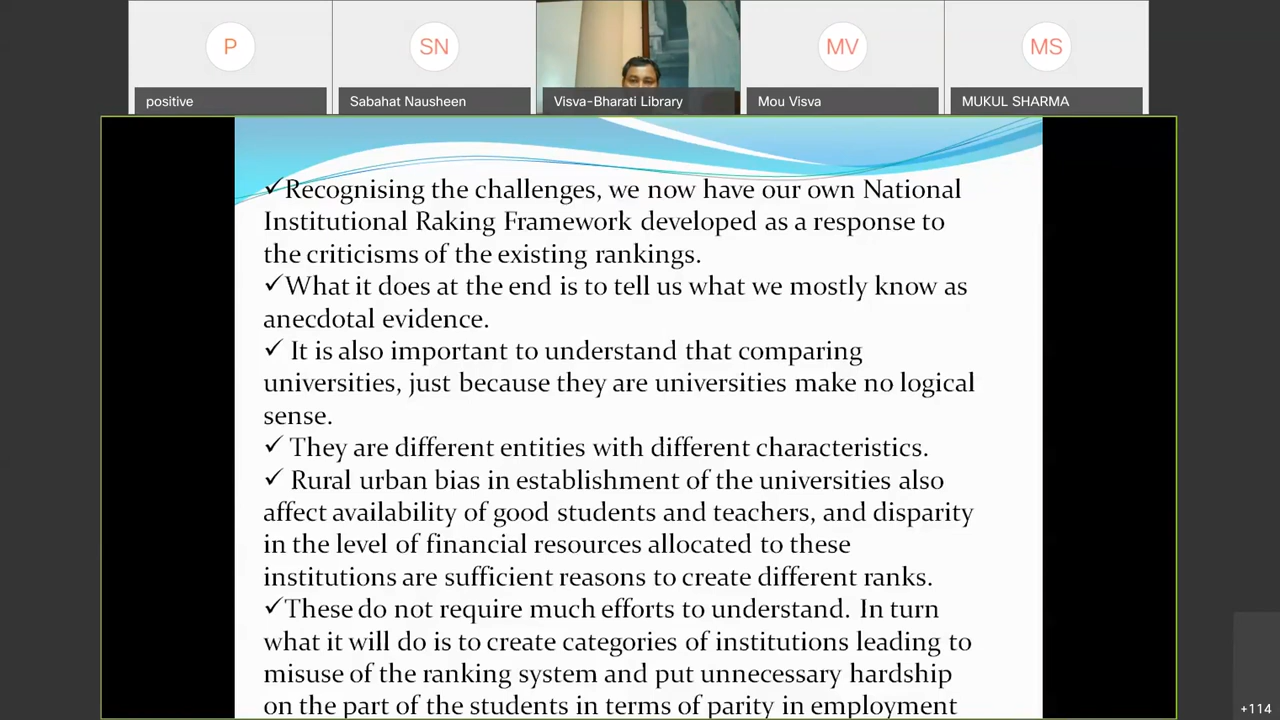 P
SN
MV
MS
positive
Sabahat Nausheen
Visva-Bharati Library
Mou Visva
MUKUL SHARMA
✓Recognising the challenges, we now have our own National
Institutional Raking Framework developed as a response to
the criticisms of the existing rankings.
✓What it does at the end is to tell us what we mostly know as
anecdotal evidence.
✓ It is also important to understand that comparing
universities, just because they are universities make no logical
sense.
✓ They are different entities with different characteristics.
✓ Rural urban bias in establishment of the universities also
affect availability of good students and teachers, and disparity
in the level of financial resources allocated to these
institutions are sufficient reasons to create different ranks.
✓These do not require much efforts to understand. In turn
what it will do is to create categories of institutions leading to
misuse of the ranking system and put unnecessary hardship
on the part of the students in terms of parity in employment
+114